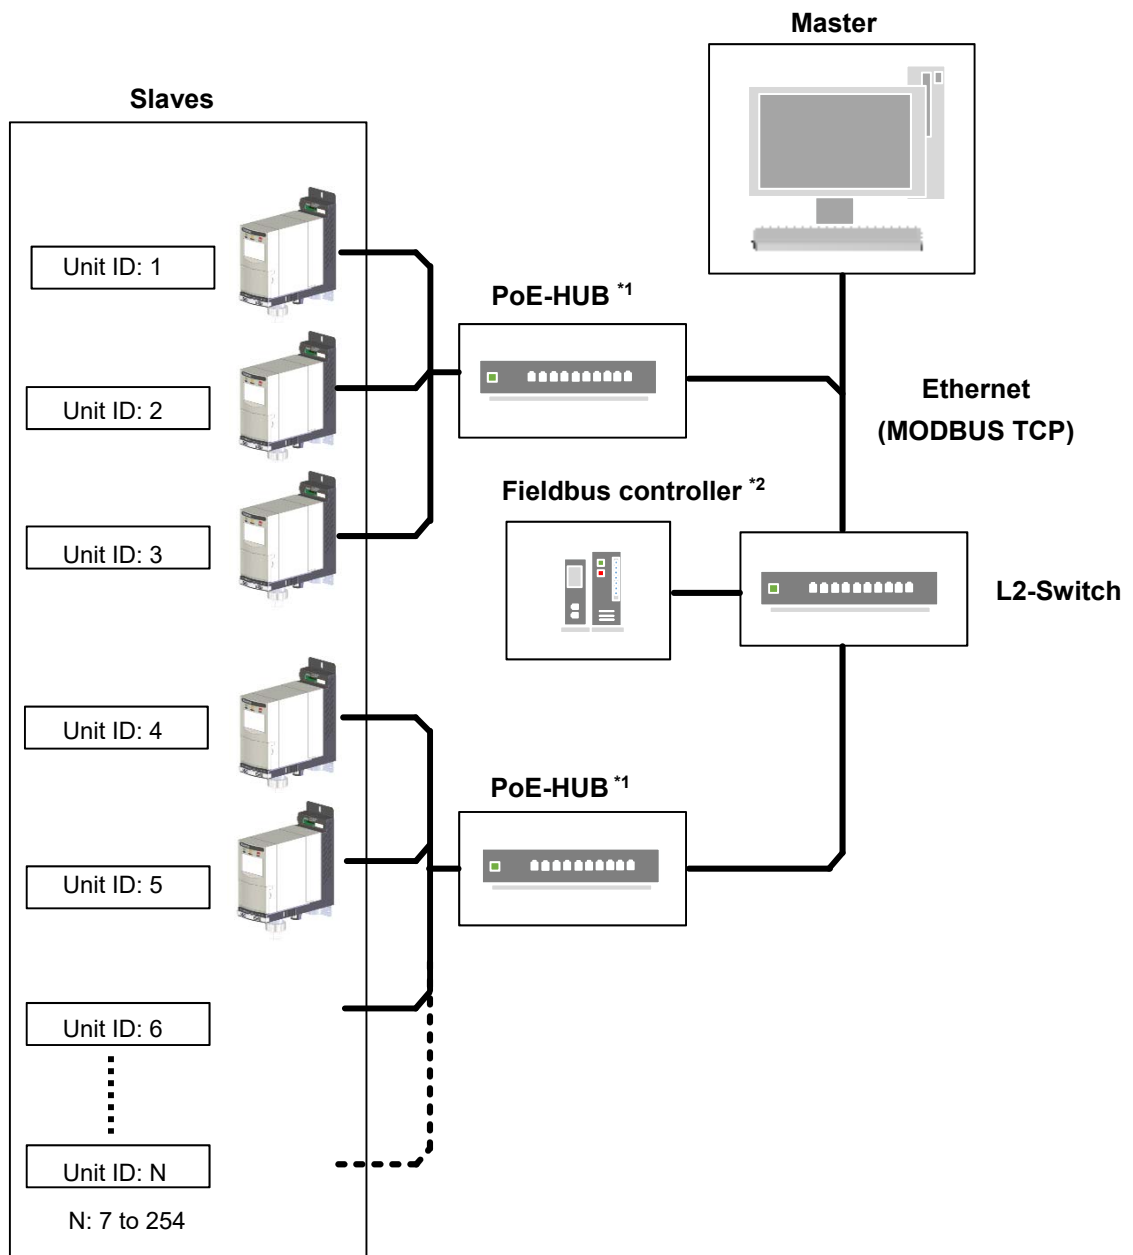 Master
Slaves
Unit ID: 1
PoE-HUB *1
Unit ID: 2
Ethernet
(MODBUS TCP)
Fieldbus controller *2
Unit ID: 3
L2-Switch
Unit ID: 4
PoE-HUB *1
Unit ID: 5
Unit ID: 6
Unit ID: N
N: 7 to 254